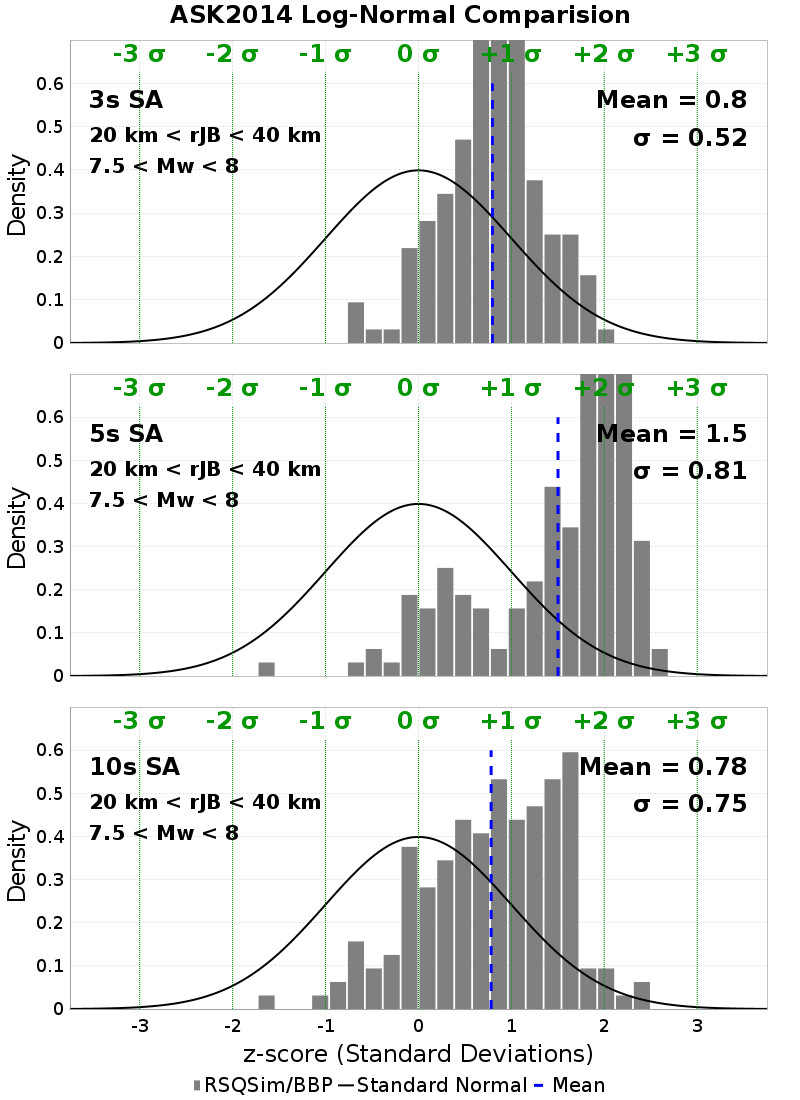 ASK2014 Log-Normal Comparision
-3 σ -2 σ -1 σ 0 σ +1 σ +2 σ +3 σ
3s SA
20 km < rJB < 40 km
7.5 < Mw < 8
Mean = 0.8
σ = 0.52
Density
0.6
0.5
0.4
0.3
0.2
0.1
0
-3 σ -2 σ -1 σ 0 σ +1 σ +2 σ +3 σ
5s SA
20 km < rJB < 40 km
7.5 < Mw < 8
Mean = 1.5
σ = 0.81
Density
0.6
0.5
0.4
0.3
0.2
0.1
0
-3 σ -2 σ -1 σ 0 σ +1 σ +2 σ +3 σ
10s SA
20 km < rJB < 40 km
7.5 < Mw < 8
Mean = 0.78
σ = 0.75
Density
0.6
0.5
0.4
0.3
0.2
0.1
0
-3 -2 -1 0 1 2 3
z-score (Standard Deviations)
RSQSim/BBP Standard Normal Mean